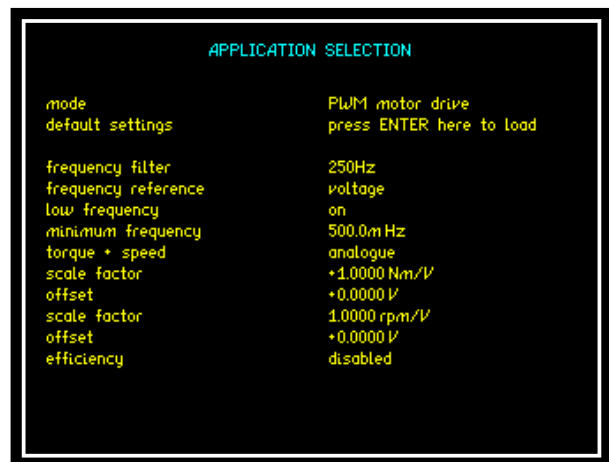 APPLICATION SELECTION
mode PWM motor drive
default settings press ENTER here to load
frequency filter 250Hz
frequency reference voltage
low frequency on
minimum frequency 500.0mHz
torque + speed analogue
scale factor +1.0000 Nm/V
offset +0.0000 V
scale factor 1.0000 rpm/V
offset +0.0000 V
efficiency disabled